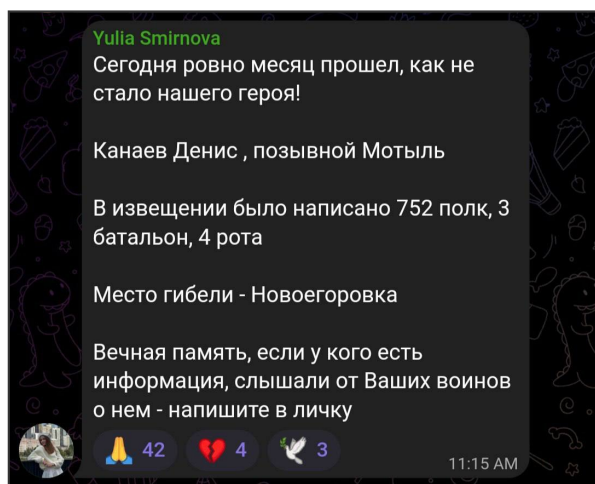 Yulia Smirnova
Сегодня ровно месяц прошел, как не
стало нашего героя!
Канаев Денис , позывной Мотыль
В извещении было написано 752 полк, 3
батальон, 4 рота
Место гибели - Новоегоровка
Вечная память, если у кого есть
информация, слышали от Ваших воинов
о нем - напишите в личку
🙏 42 💔 4 🕊 3
11:15 AM